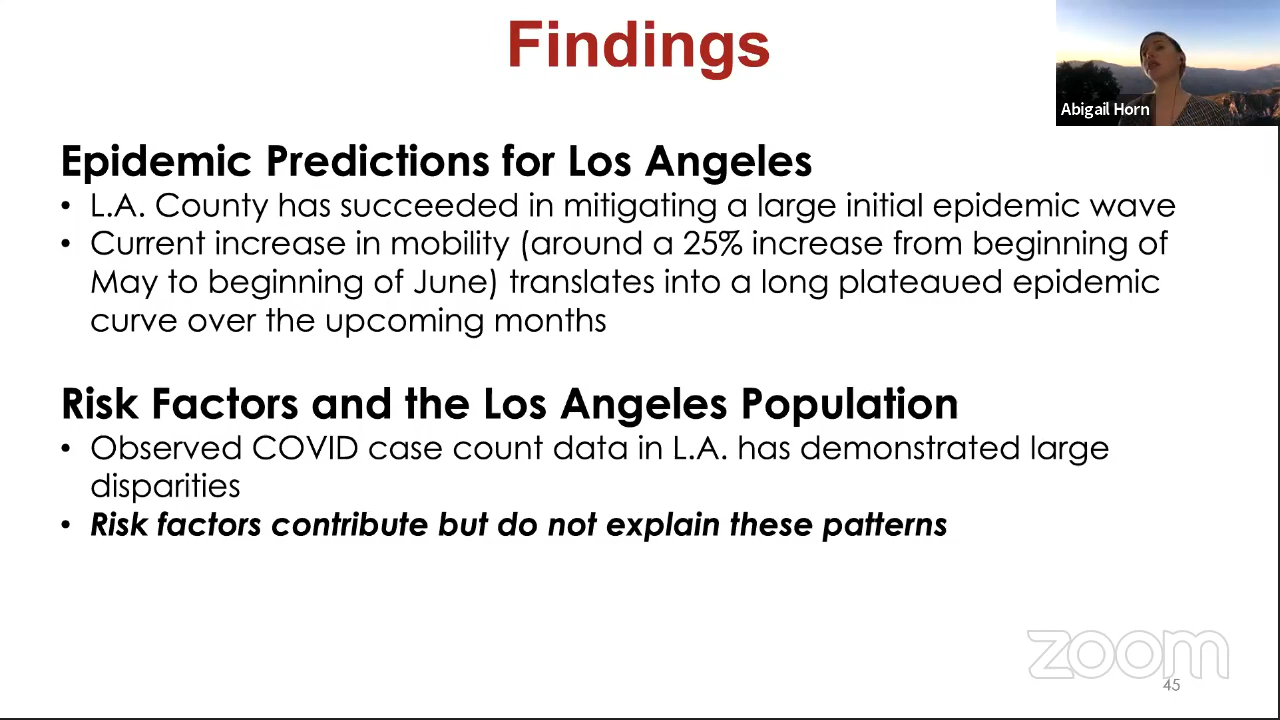 Findings
Abigail Horn
Epidemic Predictions for Los Angeles
• L.A. County has succeeded in mitigating a large initial epidemic wave
• Current increase in mobility (around a 25% increase from beginning of
May to beginning of June) translates into a long plateaued epidemic
curve over the upcoming months
Risk Factors and the Los Angeles Population
• Observed COVID case count data in L.A. has demonstrated large
disparities
• Risk factors contribute but do not explain these patterns
zoom
45